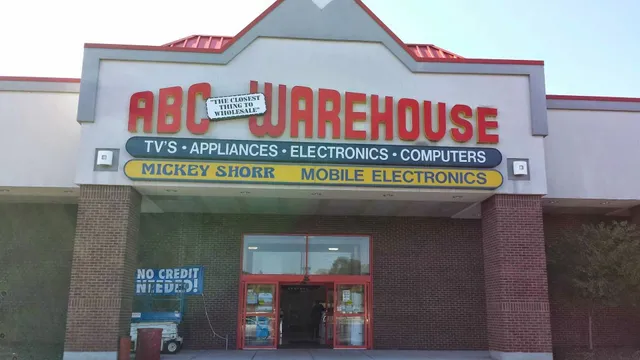 ABC WAREHOUSE
"THE CLOSEST
THING TO
WHOLESALE"
TV'S • APPLIANCES • ELECTRONICS • COMPUTERS
MICKEY SHORR MOBILE ELECTRONICS
NO CREDIT
NEEDED!